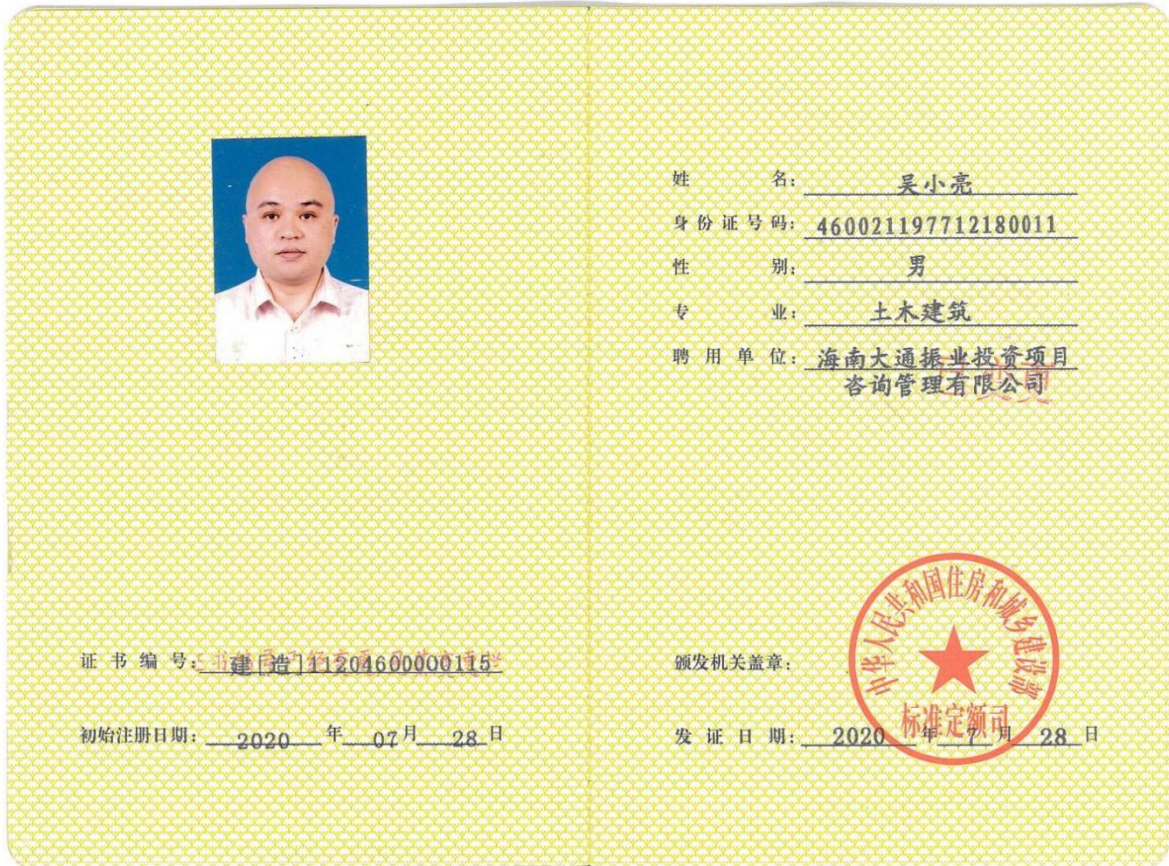 姓名：吴小亮
身份证号码：460021197712180011
性别：男
专业：土木建筑
聘用单位：海南大通振业投资项目
咨询管理有限公司
已变更
证书编号：建[造]11204600000115
初始注册日期：2020年07月28日
颁发机关盖章：
中华人民共和国住房和城乡建设部
标准定额司
发证日期：2020年7月28日